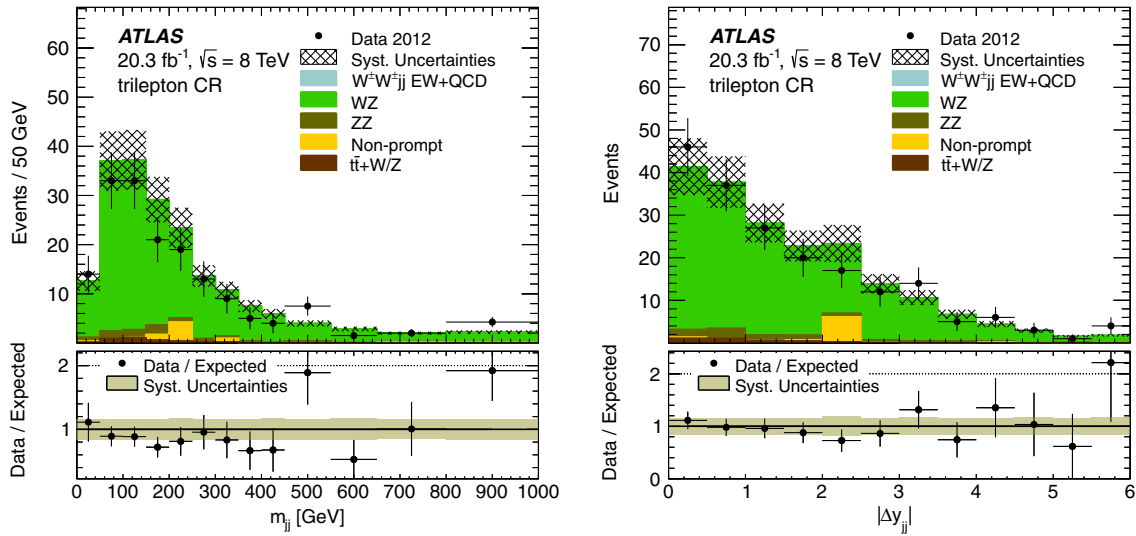 ATLAS
20.3 fb⁻¹, √s = 8 TeV
trilepton CR
Data 2012
Syst. Uncertainties
W±W±jj EW+QCD
WZ
ZZ
Non-prompt
tt̄+W/Z
Events / 50 GeV
60
50
40
30
20
10
Data / Expected
Syst. Uncertainties
Data / Expected
2
1
0 100 200 300 400 500 600 700 800 900 1000
m_jj [GeV]
ATLAS
20.3 fb⁻¹, √s = 8 TeV
trilepton CR
Data 2012
Syst. Uncertainties
W±W±jj EW+QCD
WZ
ZZ
Non-prompt
tt̄+W/Z
Events
70
60
50
40
30
20
10
0
Data / Expected
Syst. Uncertainties
Data / Expected
2
1
0
0 1 2 3 4 5 6
|Δy_jj|